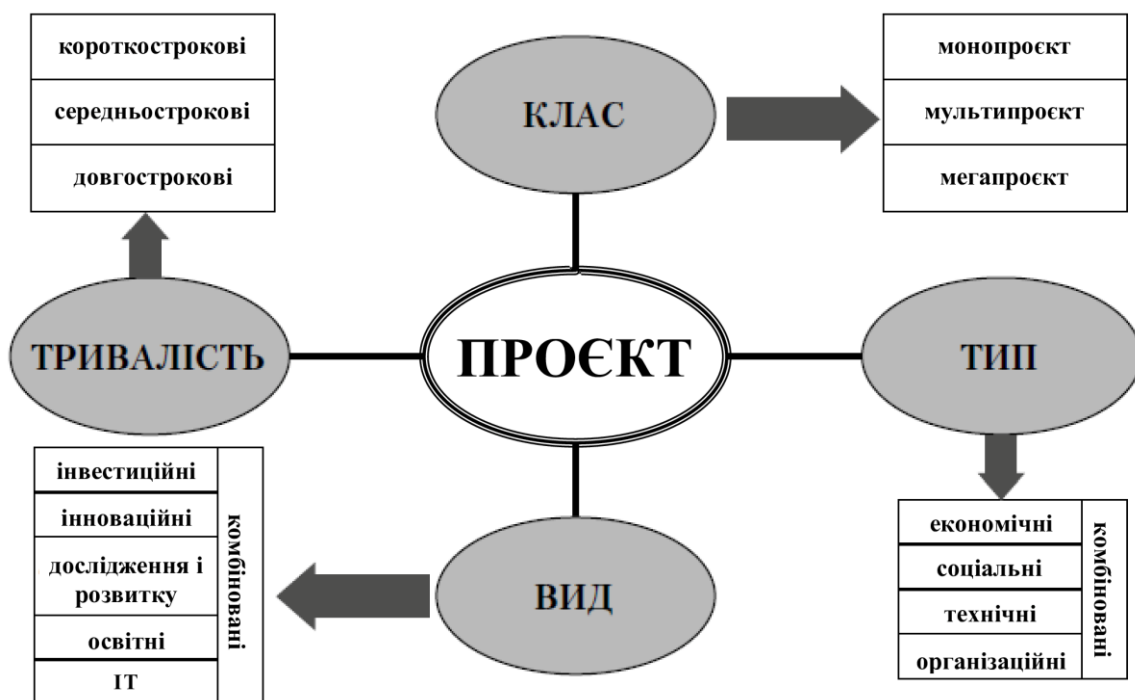 короткострокові
середньострокові
довгострокові
КЛАС
монопроєкт
мультипроєкт
мегапроєкт
ТРИВАЛІСТЬ
ПРОЄКТ
ТИП
інвестиційні
інноваційні
дослідження і
розвитку
освітні
ІТ
комбіновані
ВИД
економічні
соціальні
технічні
організаційні
комбіновані